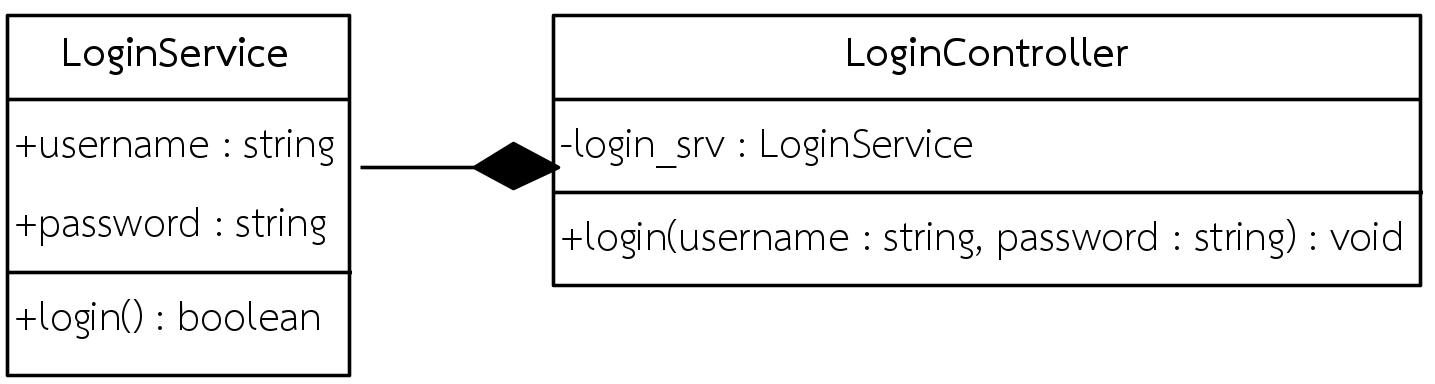 LoginService
+username : string
+password : string
+login() : boolean
LoginController
-login_srv : LoginService
+login(username : string, password : string) : void